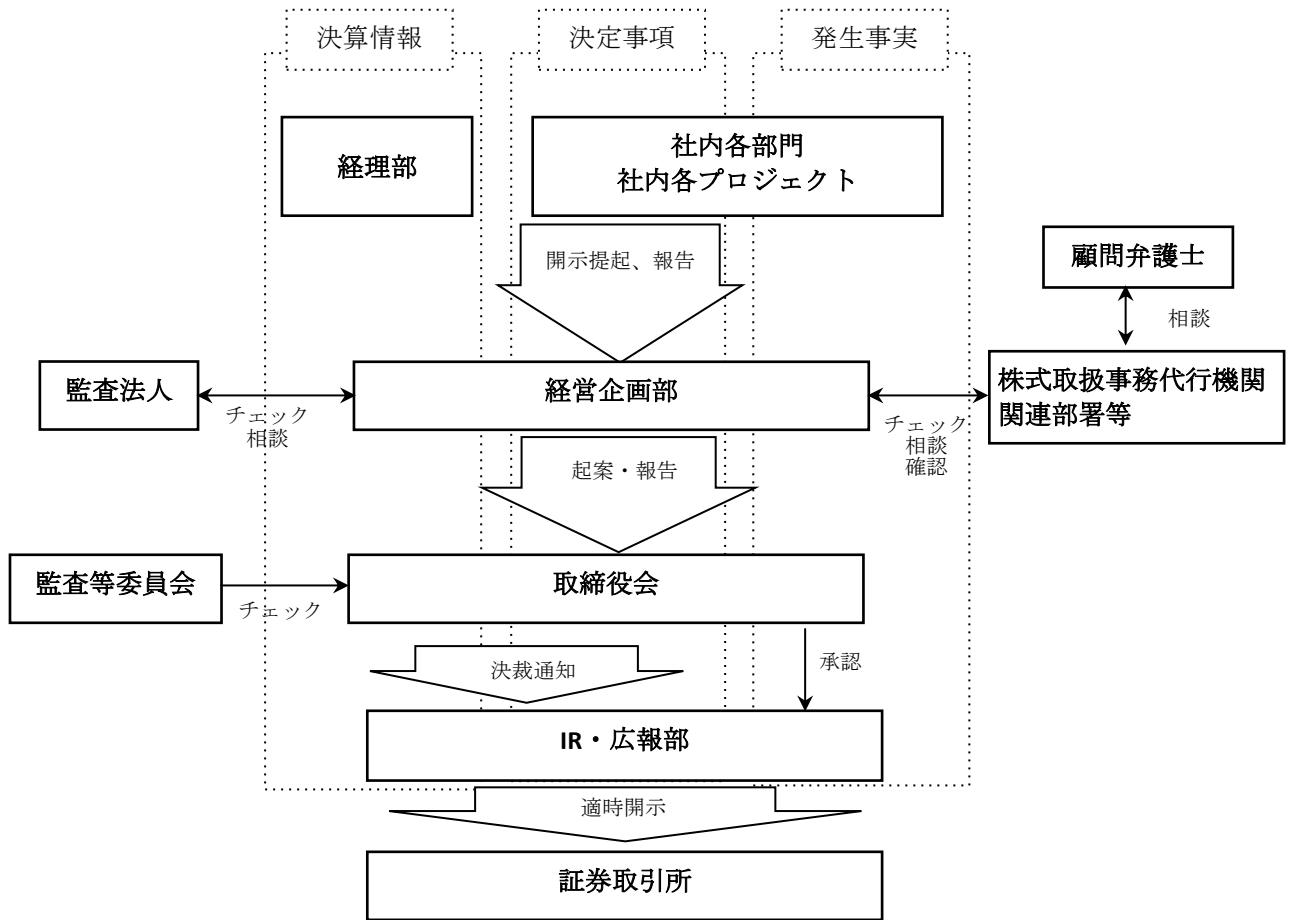 決算情報
決定事項
発生事実
経理部
社内各部門
社内各プロジェクト
開示提起、報告
顧問弁護士
相談
監査法人
チェック
相談
経営企画部
チェック
相談
確認
株式取扱事務代行機関
関連部署等
起案・報告
監査等委員会
チェック
取締役会
決裁通知
承認
IR・広報部
適時開示
証券取引所